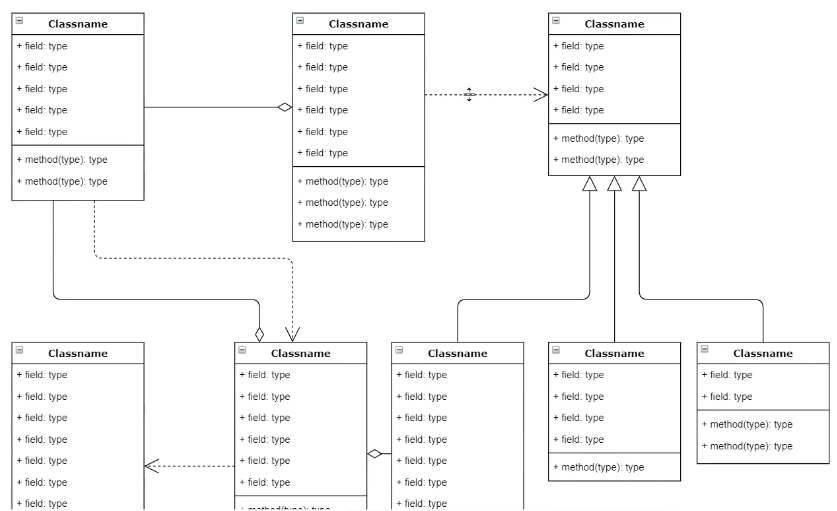 Classname
+ field: type
+ field: type
+ field: type
+ field: type
+ field: type
+ method(type): type
+ method(type): type
Classname
+ field: type
+ field: type
+ field: type
+ field: type
+ field: type
+ field: type
+ method(type): type
+ method(type): type
+ method(type): type
Classname
+ field: type
+ field: type
+ field: type
+ field: type
+ method(type): type
+ method(type): type
Classname
+ field: type
+ field: type
+ field: type
+ field: type
+ field: type
+ field: type
+ field: type
Classname
+ field: type
+ field: type
+ field: type
+ field: type
+ field: type
+ field: type
+ method(type): type
Classname
+ field: type
+ field: type
+ field: type
+ field: type
+ field: type
+ field: type
+ field: type
Classname
+ field: type
+ field: type
+ field: type
+ field: type
+ method(type): type
Classname
+ field: type
+ field: type
+ method(type): type
+ method(type): type